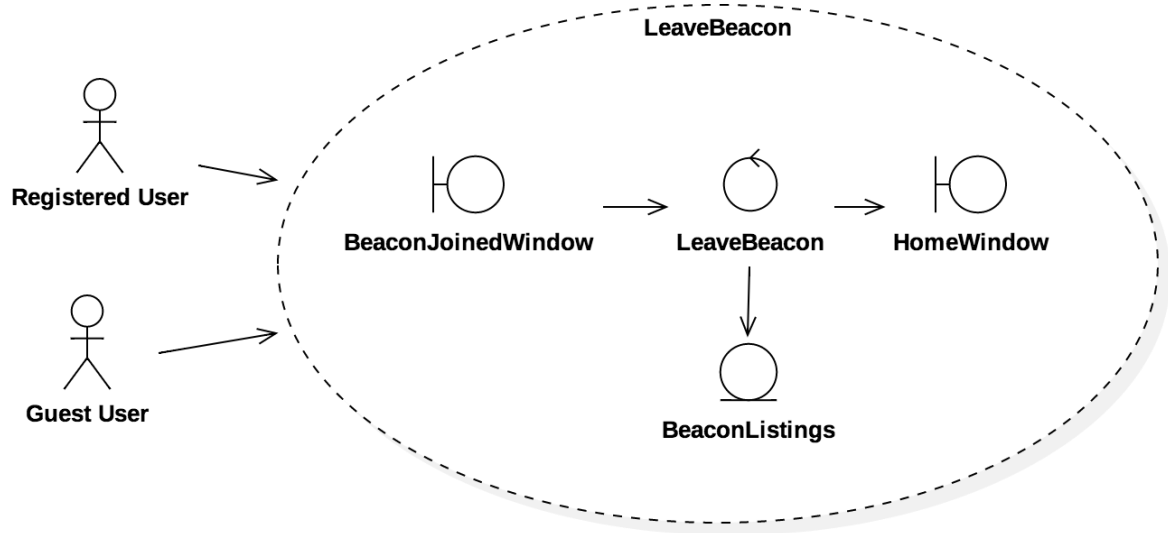 LeaveBeacon
Registered User
BeaconJoinedWindow
LeaveBeacon
HomeWindow
Guest User
BeaconListings